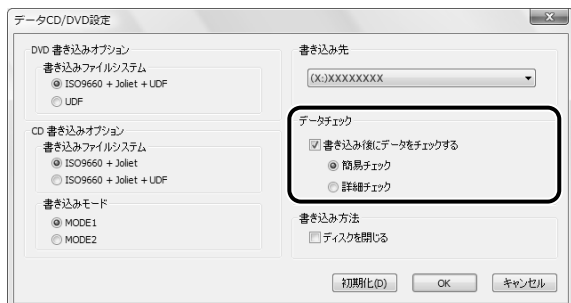 データCD/DVD設定
DVD 書き込みオプション
書き込みファイルシステム
ISO9660 + Joliet + UDF
UDF
CD 書き込みオプション
書き込みファイルシステム
ISO9660 + Joliet
ISO9660 + Joliet + UDF
書き込みモード
MODE1
MODE2
書き込み先
(X:)XXXXXXXX
データチェック
書き込み後にデータをチェックする
簡易チェック
詳細チェック
書き込み方法
ディスクを閉じる
初期化(D)
OK
キャンセル